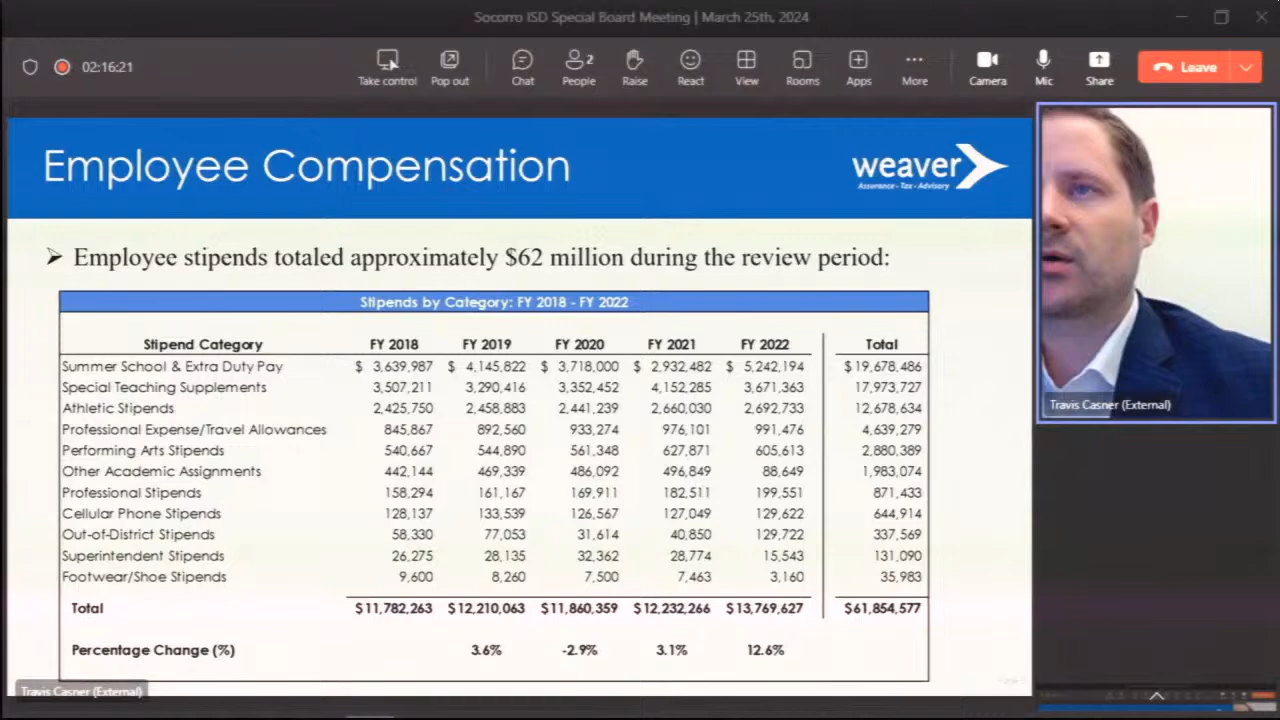 Socorro ISD Special Board Meeting | March 25th, 2024
02:16:21
Take control Pop out Chat People 2 Raise React View Rooms Apps More Camera Mic Share Leave
Employee Compensation
weaver
Assurance • Tax • Advisory
Employee stipends totaled approximately $62 million during the review period:
Stipends by Category: FY 2018 - FY 2022
Stipend Category FY 2018 FY 2019 FY 2020 FY 2021 FY 2022 Total
Summer School & Extra Duty Pay $ 3,639,987 $ 4,145,822 $ 3,718,000 $ 2,932,482 $ 5,242,194 $ 19,678,486
Special Teaching Supplements 3,507,211 3,290,416 3,352,452 4,152,285 3,671,363 17,973,727
Athletic Stipends 2,425,750 2,458,883 2,441,239 2,660,030 2,692,733 12,678,634
Professional Expense/Travel Allowances 845,867 892,560 933,274 976,101 991,476 4,639,279
Performing Arts Stipends 540,667 544,890 561,348 627,871 605,613 2,880,389
Other Academic Assignments 442,144 469,339 486,092 496,849 88,649 1,983,074
Professional Stipends 158,294 161,167 169,911 182,511 199,551 871,433
Cellular Phone Stipends 128,137 133,539 126,567 127,049 129,622 644,914
Out-of-District Stipends 58,330 77,053 31,614 40,850 129,722 337,569
Superintendent Stipends 26,275 28,135 32,362 28,774 15,543 131,090
Footwear/Shoe Stipends 9,600 8,260 7,500 7,463 3,160 35,983
Total $11,782,263 $12,210,063 $11,860,359 $12,232,266 $13,769,627 $61,854,577
Percentage Change (%) 3.6% -2.9% 3.1% 12.6%
Travis Casner (External)
Travis Casner (External)